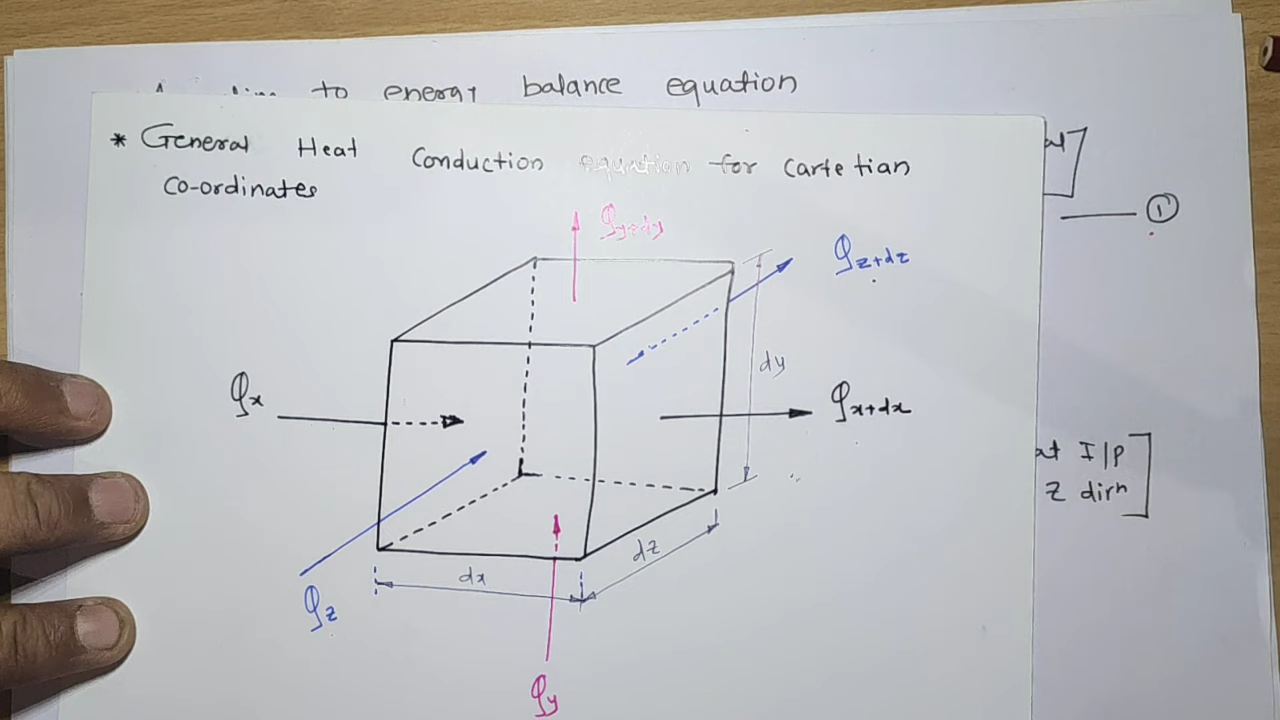 to energy balance equation
* General Heat Conduction equation for Cartetian
Co-ordinates
①
Qy+dy
Qz+dz
dy
Qx
Qx+dx
at I/P
Z dirn
dz
dx
Qz
Qy